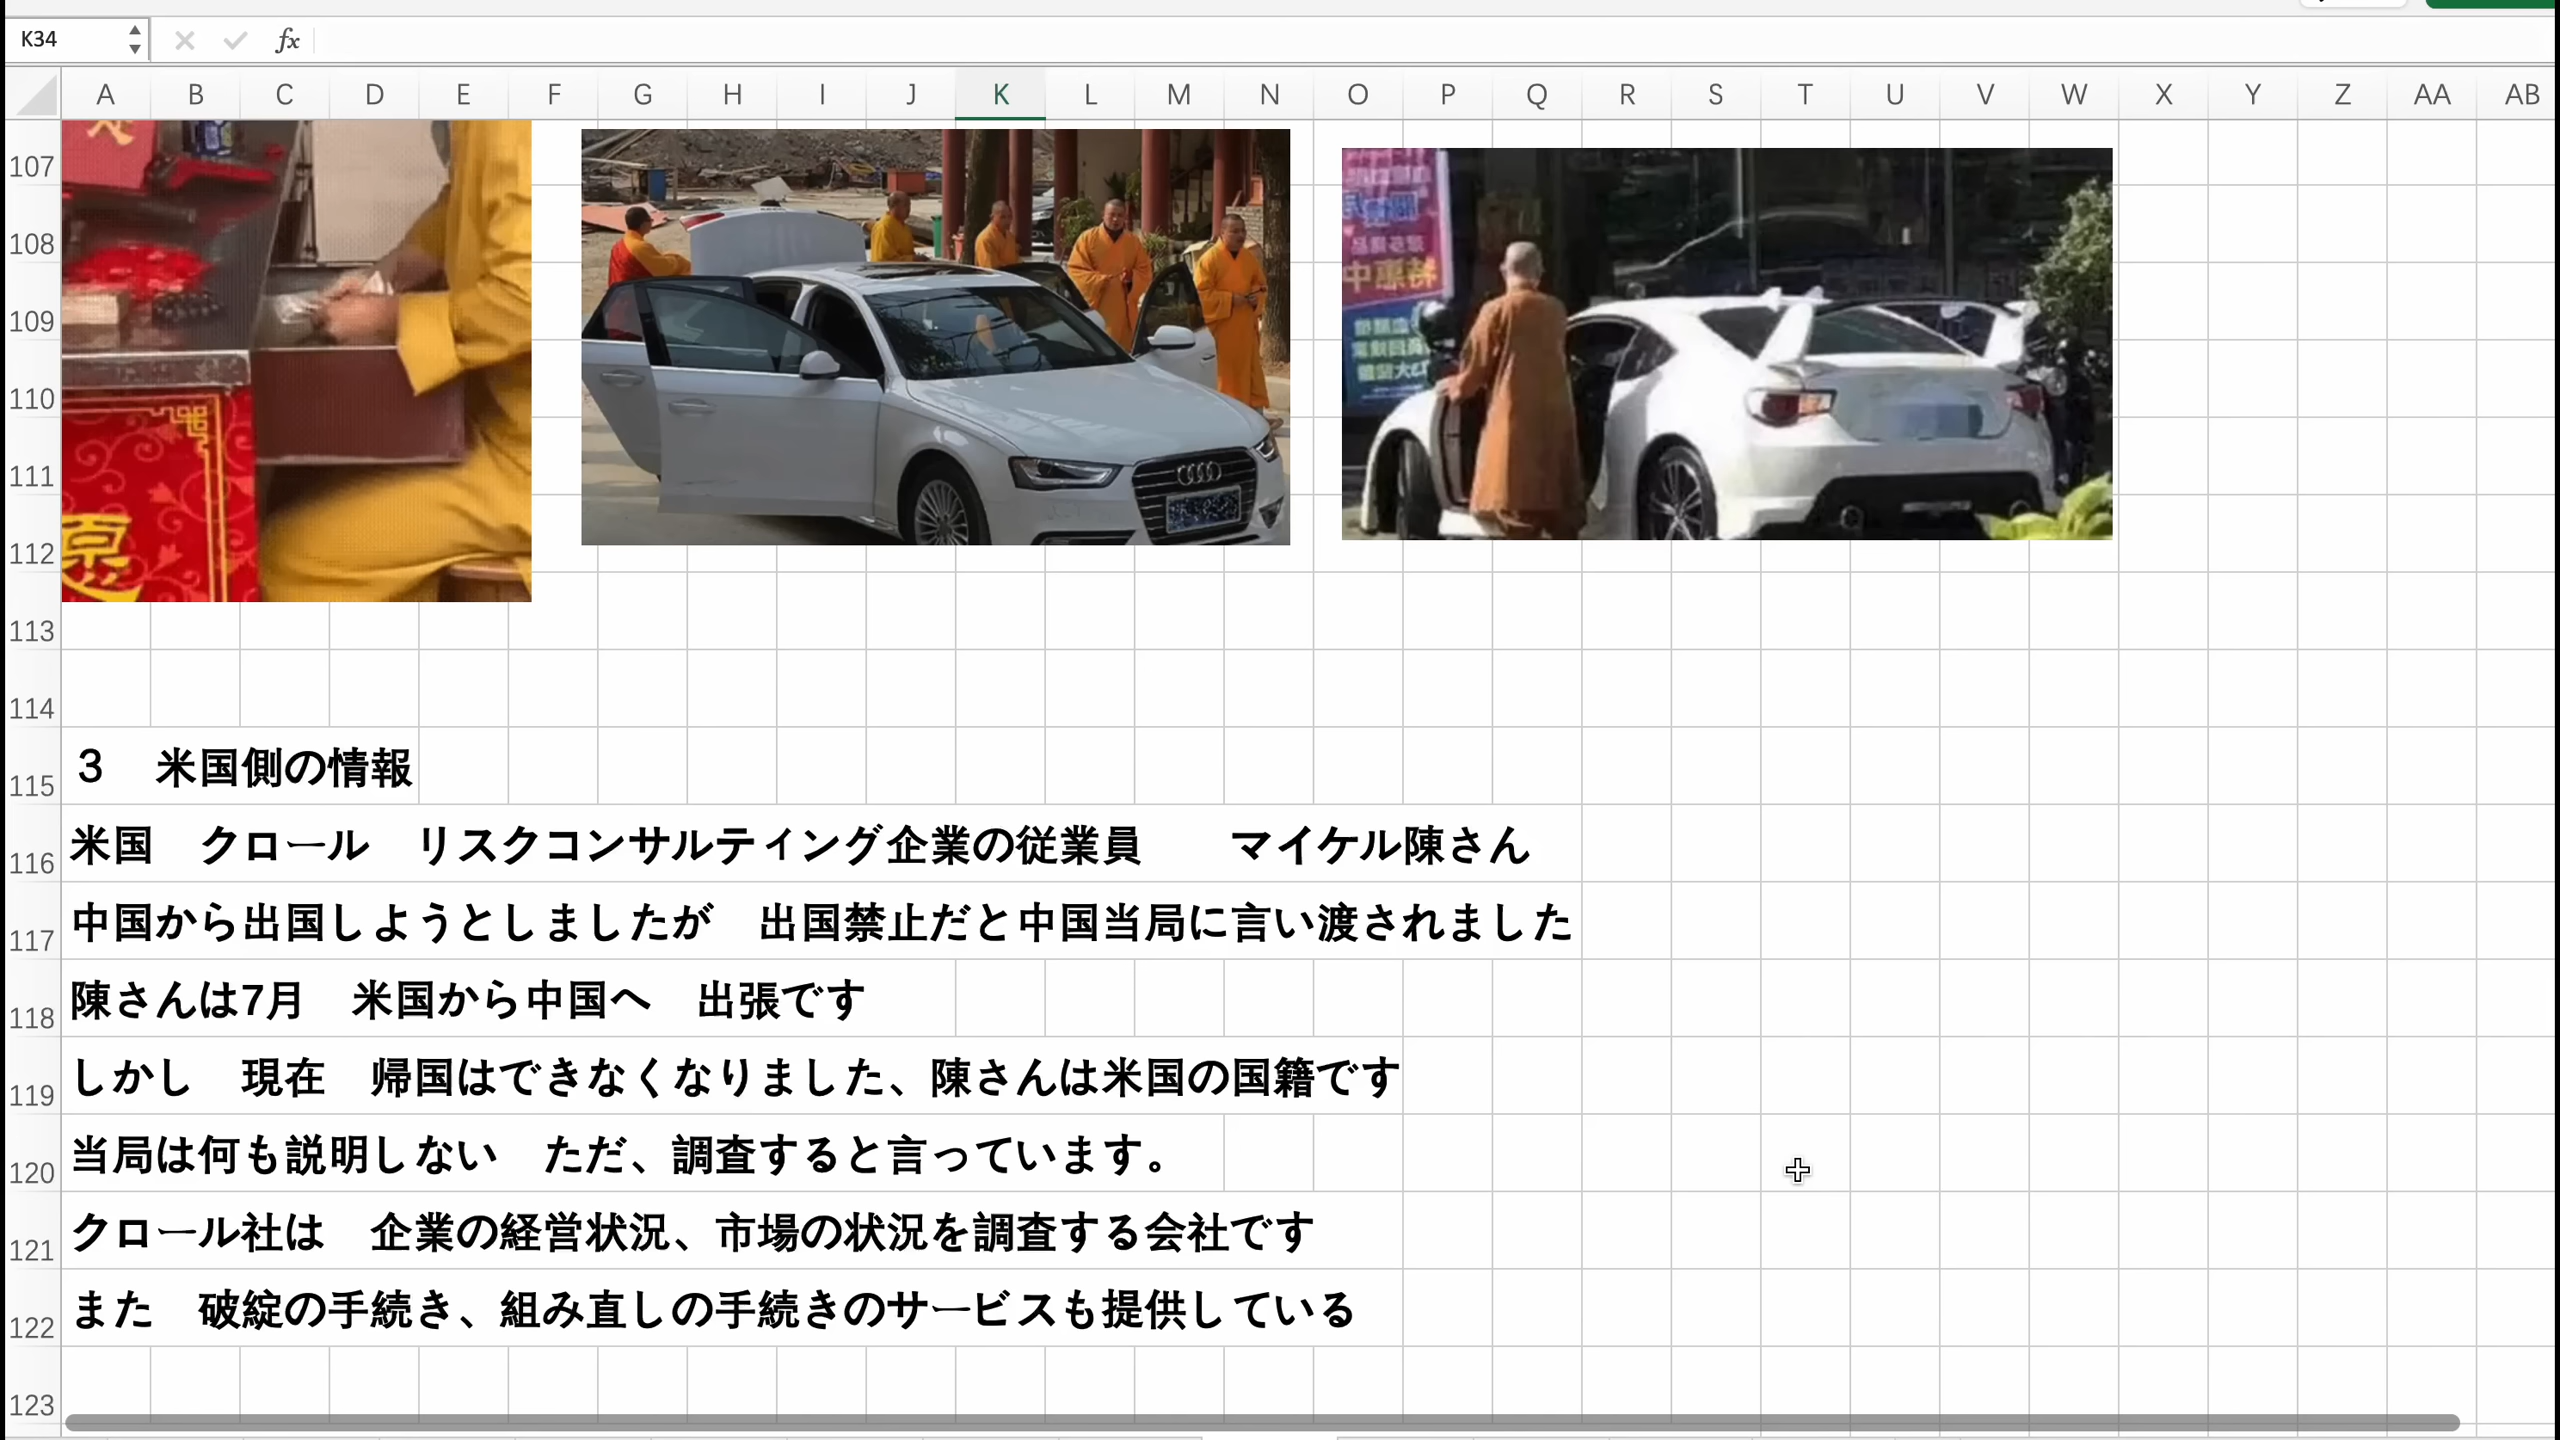 K34
fx
A B C D E F G H I J K L M N O P Q R S T U V W X Y Z AA AB
107
108
109
110
111
112
113
114
115 3　米国側の情報
116 米国　クロール　リスクコンサルティング企業の従業員　　マイケル陳さん
117 中国から出国しようとしましたが　出国禁止だと中国当局に言い渡されました
118 陳さんは7月　米国から中国へ　出張です
119 しかし　現在　帰国はできなくなりました、陳さんは米国の国籍です
120 当局は何も説明しない　ただ、調査すると言っています。
121 クロール社は　企業の経営状況、市場の状況を調査する会社です
122 また　破綻の手続き、組み直しの手続きのサービスも提供している
123